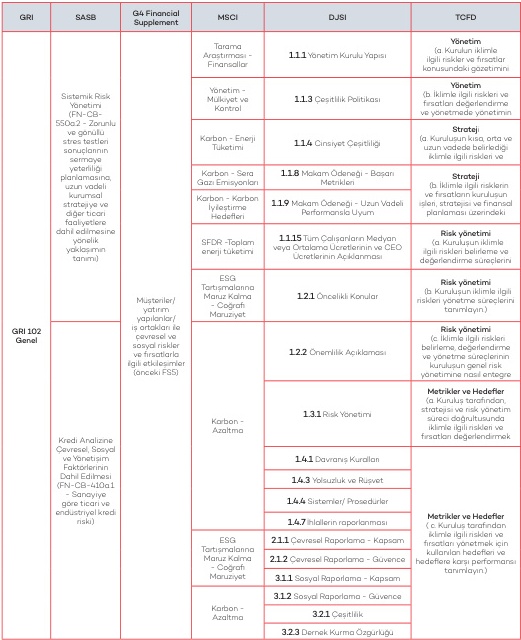 GRI
SASB
G4 Financial
Supplement
MSCI
DJSI
TCFD
GRI 102
Genel
Sistemik Risk
Yönetimi
(FN-CB-
550a.2 - Zorunlu
ve gönüllü
stres testleri
sonuçlarının
sermaye
yeterliliği
planlamasına,
uzun vadeli
kurumsal
stratejiye ve
diğer ticari
faaliyetlere
dahil edilmesine
yönelik
yaklaşımın
tanımı)
Kredi Analizine
Çevresel, Sosyal
ve Yönetişim
Faktörlerinin
Dahil Edilmesi
(FN-CB-410a.1
- Sanayiye
göre ticari ve
endüstriyel kredi
riski)
Müşteriler/
yatırım
yapılanlar/
iş ortakları ile
çevresel ve
sosyal riskler
ve fırsatlarla
ilgili etkileşimler
(önceki FS5)
Tarama
Araştırması -
Finansallar
Yönetim -
Mülkiyet ve
Kontrol
Karbon - Enerji
Tüketimi
Karbon - Sera
Gazı Emisyonları
Karbon - Karbon
İyileştirme
Hedefleri
SFDR -Toplam
enerji tüketimi
ESG
Tartışmalarına
Maruz Kalma
- Coğrafi
Maruziyet
Karbon -
Azaltma
ESG
Tartışmalarına
Maruz Kalma
- Coğrafi
Maruziyet
Karbon -
Azaltma
1.1.1 Yönetim Kurulu Yapısı
1.1.3 Çeşitlilik Politikası
1.1.4 Cinsiyet Çeşitliliği
1.1.8 Makam Ödeneği - Başarı
Metrikleri
1.1.9 Makam Ödeneği - Uzun Vadeli
Performansla Uyum
1.1.15 Tüm Çalışanların Medyan
veya Ortalama Ücretlerinin ve CEO
Ücretlerinin Açıklanması
1.2.1 Öncelikli Konular
1.2.2 Önemlilik Açıklaması
1.3.1 Risk Yönetimi
1.4.1 Davranış Kuralları
1.4.3 Yolsuzluk ve Rüşvet
1.4.4 Sistemler/ Prosedürler
1.4.7 İhlallerin raporlanması
2.1.1 Çevresel Raporlama - Kapsam
2.1.2 Çevresel Raporlama - Güvence
3.1.1 Sosyal Raporlama - Kapsam
3.1.2 Sosyal Raporlama - Güvence
3.2.1 Çeşitlilik
3.2.3 Dernek Kurma Özgürlüğü
Yönetim
(a. Kurulun iklimle
ilgili riskler ve fırsatlar
konusundaki gözetimini
Yönetim
(b. İklimle ilgili riskleri ve
fırsatları değerlendirme
ve yönetmede yönetimin
Strateji
(a. Kuruluşun kısa, orta ve
uzun vadede belirlediği
iklimle ilgili riskleri ve
Strateji
(b. İklimle ilgili risklerin
ve fırsatların kuruluşun
işleri, stratejisi ve finansal
planlaması üzerindeki
Risk yönetimi
(a. Kuruluşun iklimle
ilgili riskleri belirleme ve
değerlendirme süreçlerini
Risk yönetimi
(b. Kuruluşun iklimle ilgili
riskleri yönetme süreçlerini
tanımlayın.)
Risk yönetimi
(c. İklimle ilgili riskleri
belirleme, değerlendirme
ve yönetme süreçlerinin
kuruluşun genel risk
yönetimine nasıl entegre
Metrikler ve Hedefler
(a. Kuruluş tarafından,
stratejisi ve risk yönetim
süreci doğrultusunda
iklimle ilgili riskleri ve
fırsatları değerlendirmek
Metrikler ve Hedefler
( c. Kuruluş tarafından
iklimle ilgili riskleri ve
fırsatları yönetmek için
kullanılan hedefleri ve
hedeflere karşı performansı
tanımlayın.)